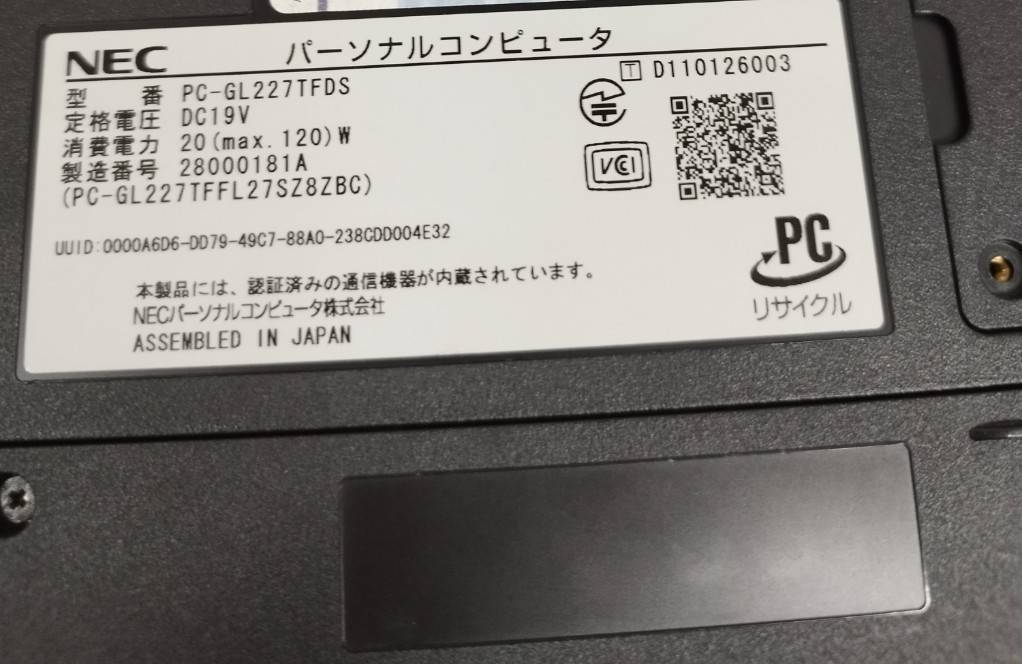 NEC パーソナルコンピュータ
型番 PC-GL227TFDS
定格電圧 DC19V
消費電力 20(max.120)W
製造番号 28000181A
(PC-GL227TFFL27SZ8ZBC)
T D110126003
VCI
UUID:0000A6D6-DD79-49C7-88A0-238CDD004E32
本製品には、認証済みの通信機器が内蔵されています。
NECパーソナルコンピュータ株式会社
ASSEMBLED IN JAPAN
PC
リサイクル